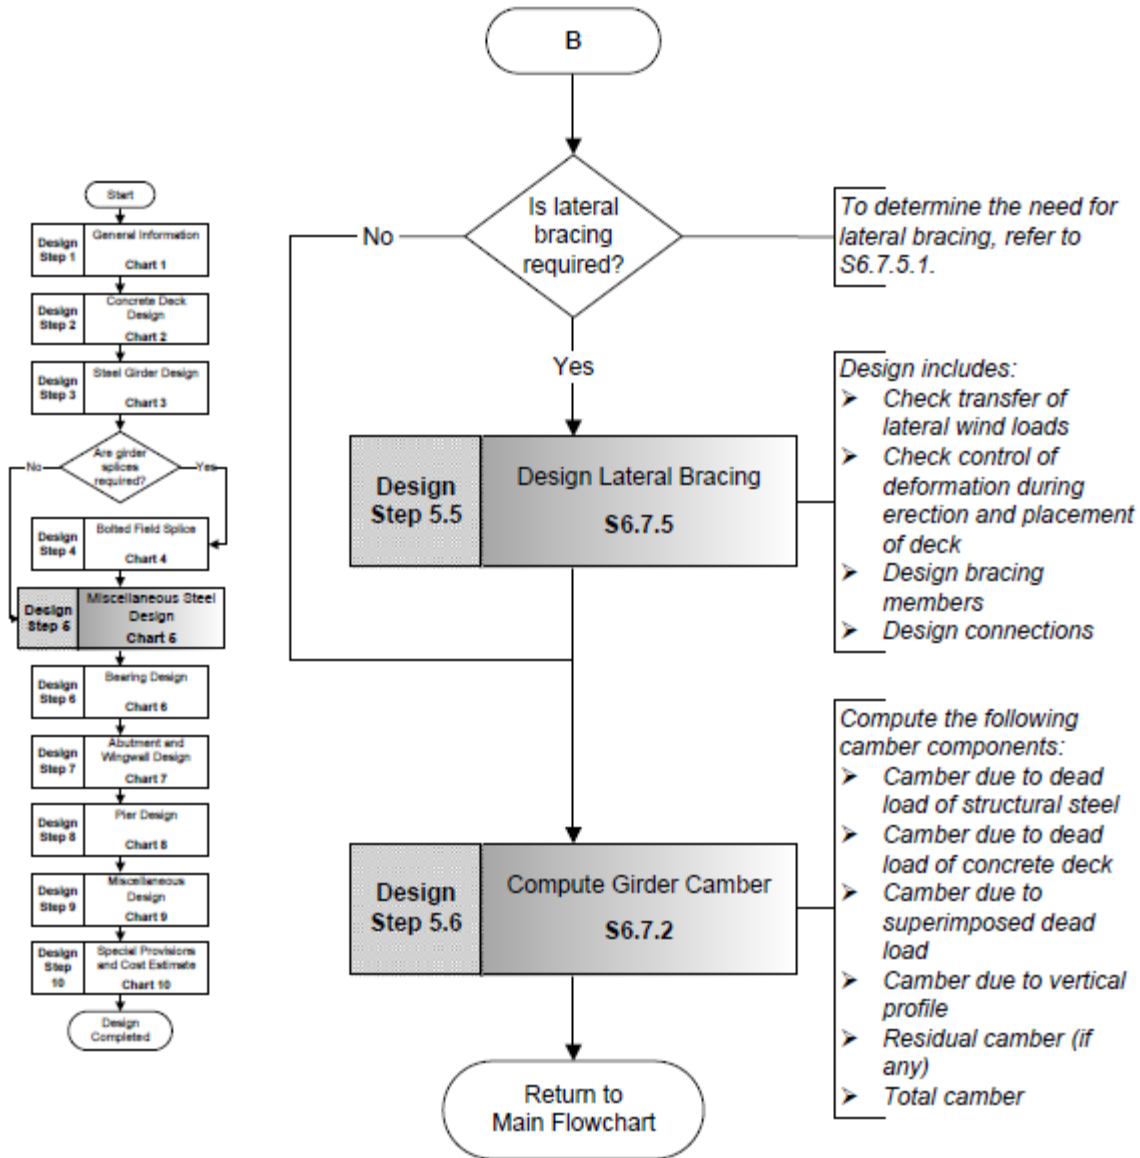 Start
Design
Step 1
General Information
Chart 1
Design
Step 2
Concrete Deck
Design
Chart 2
Design
Step 3
Steel Girder Design
Chart 3
Are girder
splices
required?
No
Yes
Design
Step 4
Bolted Field Splice
Chart 4
Design
Step 5
Miscellaneous Steel
Design
Chart 5
Design
Step 6
Bearing Design
Chart 6
Design
Step 7
Abutment and
Wingwall Design
Chart 7
Design
Step 8
Pier Design
Chart 8
Design
Step 9
Miscellaneous
Design
Chart 9
Design
Step
10
Special Provisions
and Cost Estimate
Chart 10
Design
Completed
B
Is lateral
bracing
required?
No
Yes
To determine the need for
lateral bracing, refer to
S6.7.5.1.
Design
Step 5.5
Design Lateral Bracing
S6.7.5
Design includes:
➤ Check transfer of
lateral wind loads
➤ Check control of
deformation during
erection and placement
of deck
➤ Design bracing
members
➤ Design connections
Design
Step 5.6
Compute Girder Camber
S6.7.2
Compute the following
camber components:
➤ Camber due to dead
load of structural steel
➤ Camber due to dead
load of concrete deck
➤ Camber due to
superimposed dead
load
➤ Camber due to vertical
profile
➤ Residual camber (if
any)
➤ Total camber
Return to
Main Flowchart